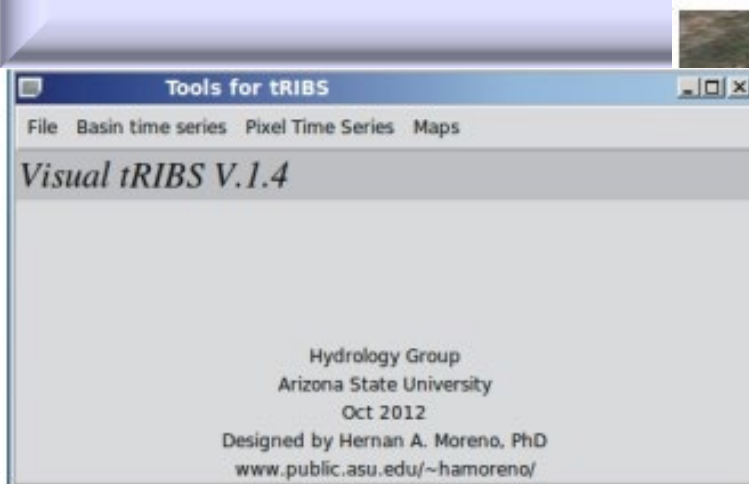 Tools for tRIBS
File Basin time series Pixel Time Series Maps
Visual tRIBS V.1.4
Hydrology Group
Arizona State University
Oct 2012
Designed by Hernan A. Moreno, PhD
www.public.asu.edu/~hamoreno/